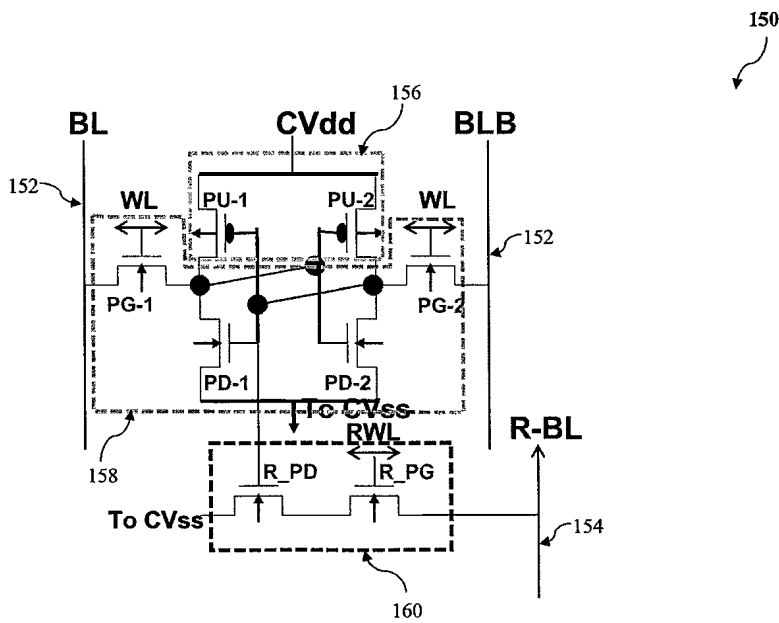 150
156
BL
CVdd
BLB
152
WL
PU-1
PU-2
WL
152
PG-1
PG-2
PD-1
PD-2
To CVss
R-BL
158
RWL
R_PD
R_PG
To CVss
154
160